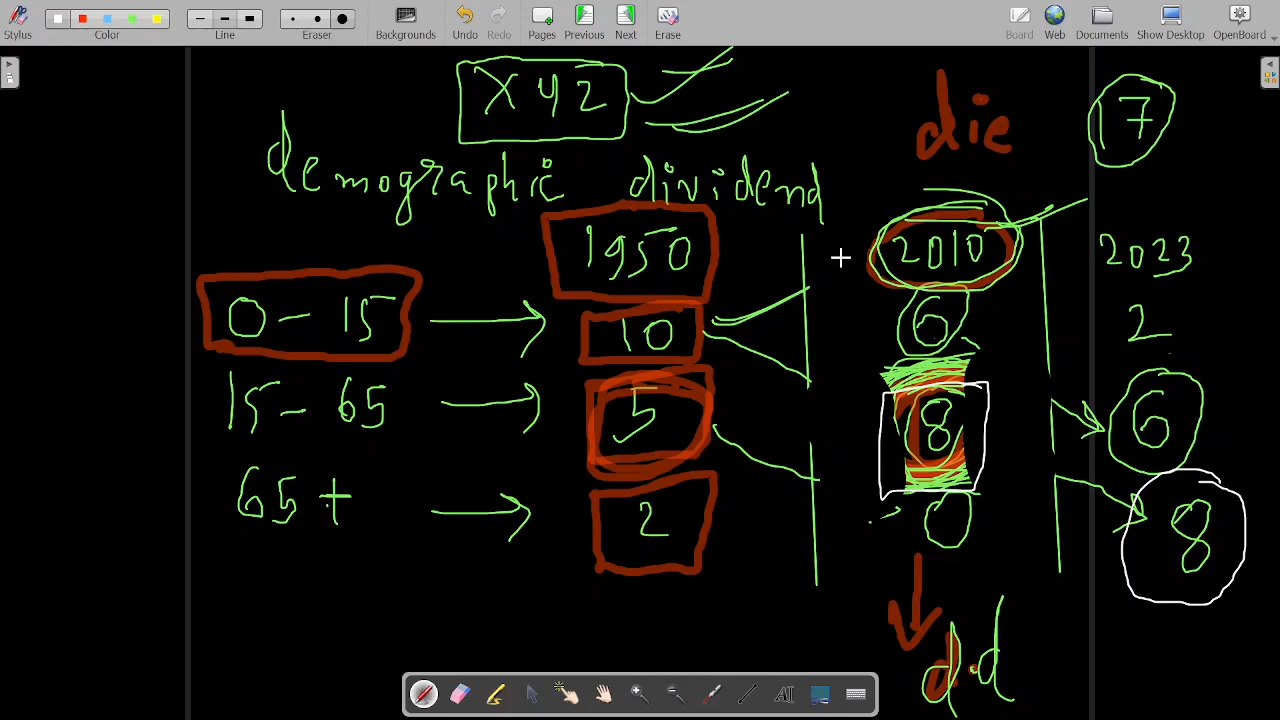 Stylus Color Line Eraser Backgrounds Undo Redo Pages Previous Next Erase Board Web Documents Show Desktop OpenBoard
X42
die
17
demographic dividend
1950 2010 2023
0-15 10 6 2
15-65 5 8 6
65+ 2 0 8
d.d